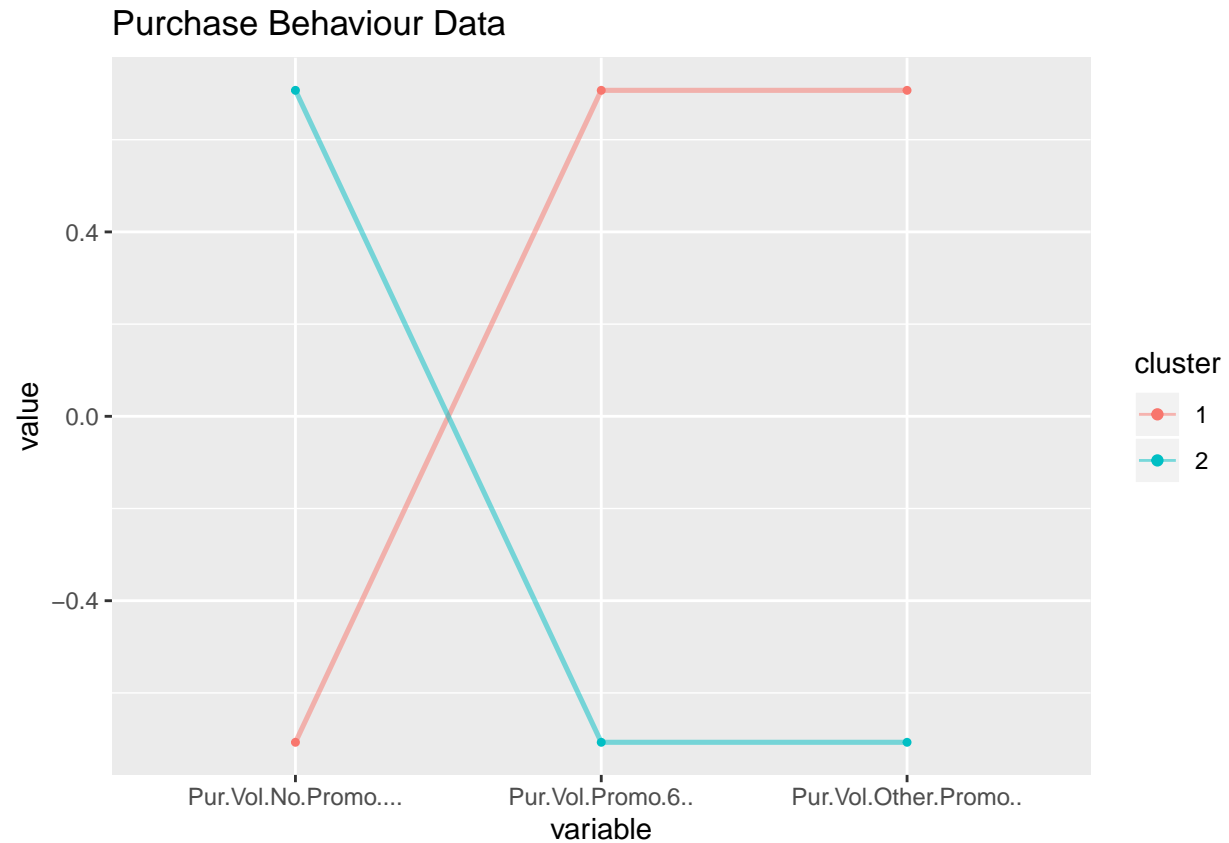 Purchase Behaviour Data
value
0.4
0.0
−0.4
Pur.Vol.No.Promo.... Pur.Vol.Promo.6.. Pur.Vol.Other.Promo..
variable
cluster
1
2